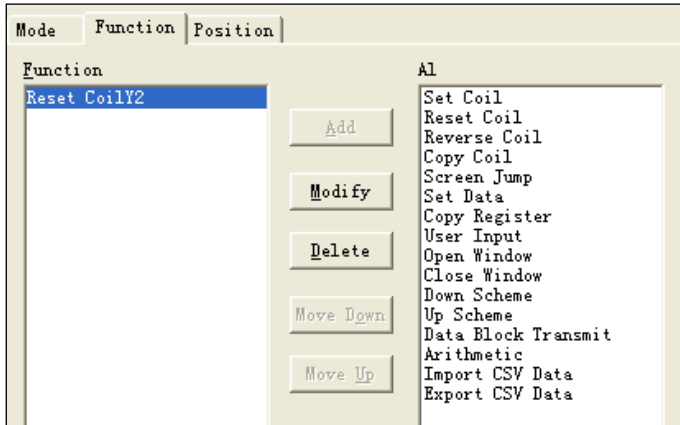 Mode
Function
Position
Function
Reset CoilY2
Add
Modify
Delete
Move Down
Move Up
Al
Set Coil
Reset Coil
Reverse Coil
Copy Coil
Screen Jump
Set Data
Copy Register
User Input
Open Window
Close Window
Down Scheme
Up Scheme
Data Block Transmit
Arithmetic
Import CSV Data
Export CSV Data